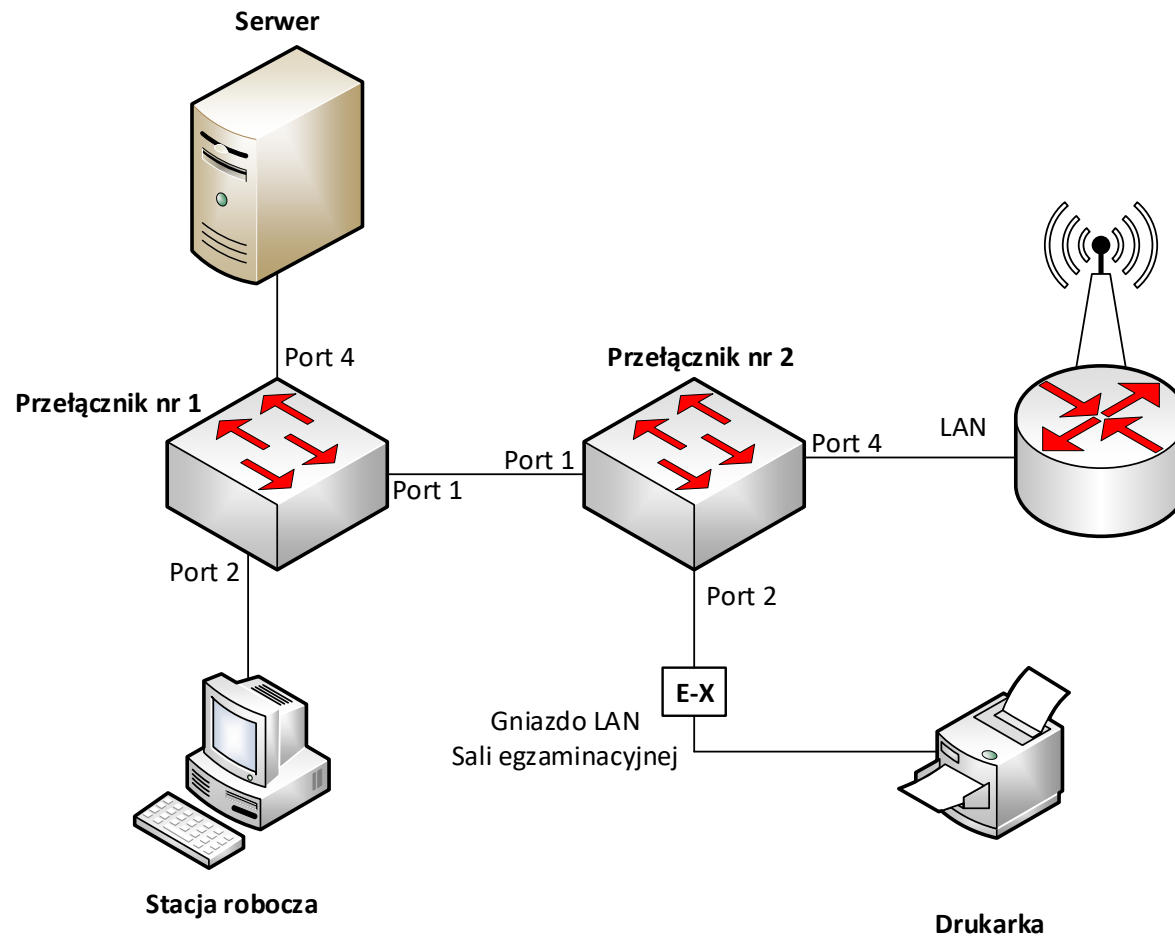 Serwer
Port 4
Przełącznik nr 1
Przełącznik nr 2
Port 1
Port 1
Port 4
LAN
Port 2
Port 2
E-X
Gniazdo LAN
Sali egzaminacyjnej
Stacja robocza
Drukarka